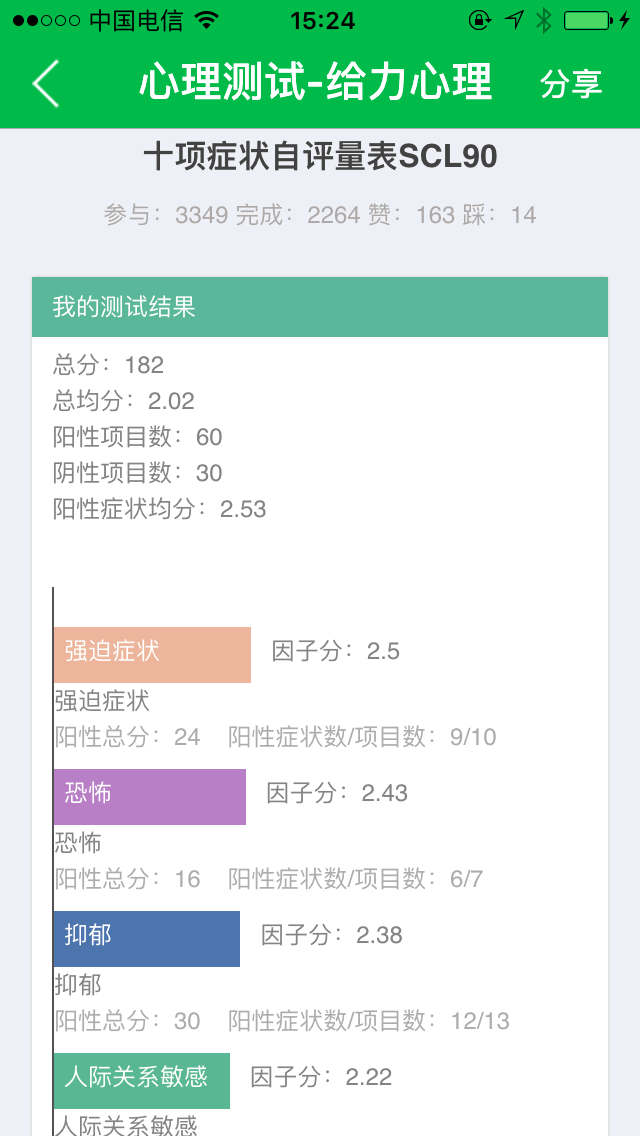 中国电信 15:24
心理测试-给力心理 分享
十项症状自评量表SCL90
参与：3349 完成：2264 赞：163 踩：14
我的测试结果
总分：182
总均分：2.02
阳性项目数：60
阴性项目数：30
阳性症状均分：2.53
强迫症状 因子分：2.5
强迫症状
阳性总分：24 阳性症状数/项目数：9/10
恐怖 因子分：2.43
恐怖
阳性总分：16 阳性症状数/项目数：6/7
抑郁 因子分：2.38
抑郁
阳性总分：30 阳性症状数/项目数：12/13
人际关系敏感 因子分：2.22
人际关系敏感